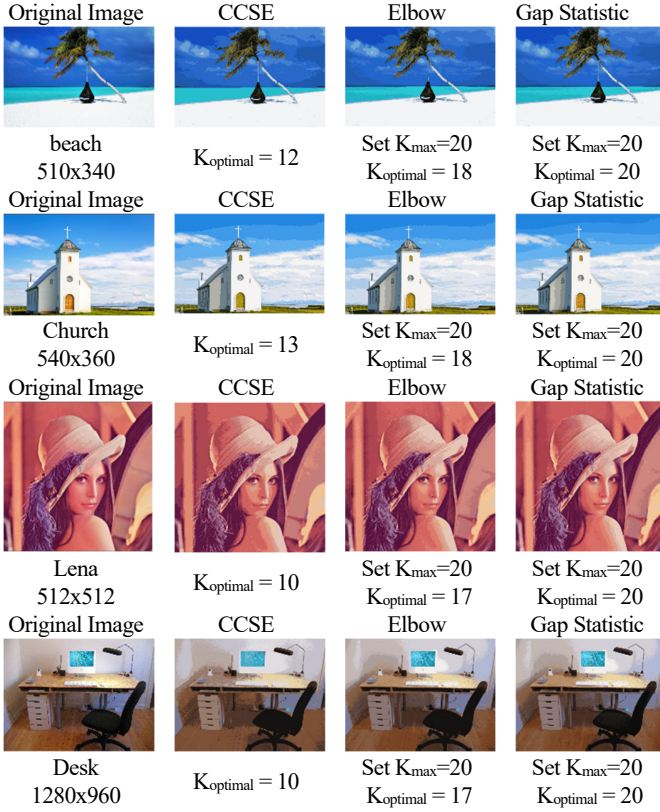 Original Image CCSE Elbow Gap Statistic
beach Set Kmax=20 Set Kmax=20
Koptimal = 12
510x340 Koptimal = 18 Koptimal = 20
Original Image CCSE Elbow Gap Statistic
Church Set Kmax=20 Set Kmax=20
Koptimal = 13
540x360 Koptimal = 18 Koptimal = 20
Original Image CCSE Elbow Gap Statistic
Lena Set Kmax=20 Set Kmax=20
Koptimal = 10
512x512 Koptimal = 17 Koptimal = 20
Original Image CCSE Elbow Gap Statistic
Desk Set Kmax=20 Set Kmax=20
Koptimal = 10
1280x960 Koptimal = 17 Koptimal = 20